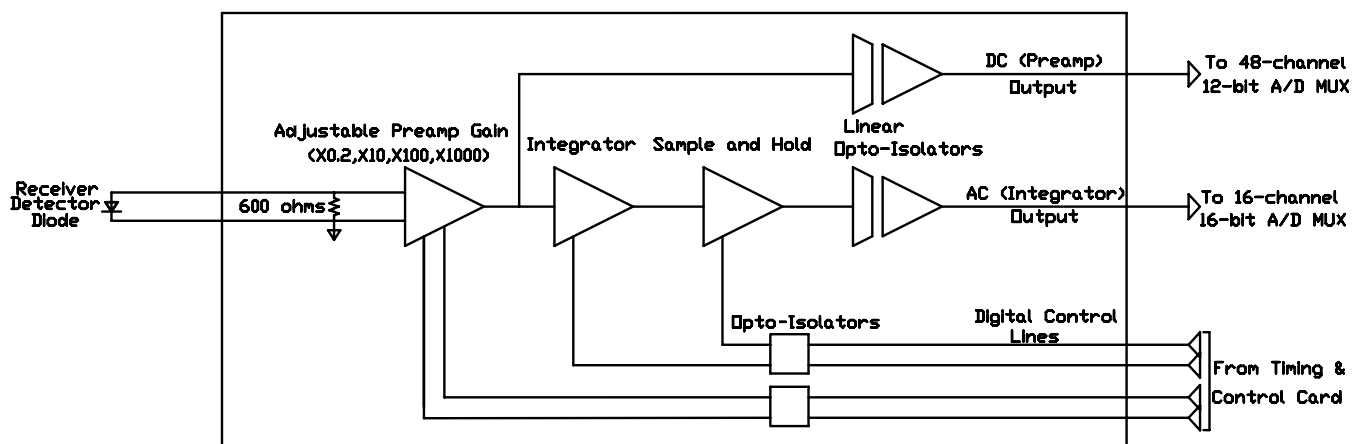 DC (Preamp)
Output
To 48-channel
12-bit A/D MUX
Adjustable Preamp Gain
(X0.2,X10,X100,X1000)
Integrator
Sample and Hold
Linear
Opto-Isolators
Receiver
Detector
Diode
600 ohms
AC (Integrator)
Output
To 16-channel
16-bit A/D MUX
Opto-Isolators
Digital Control
Lines
From Timing &
Control Card